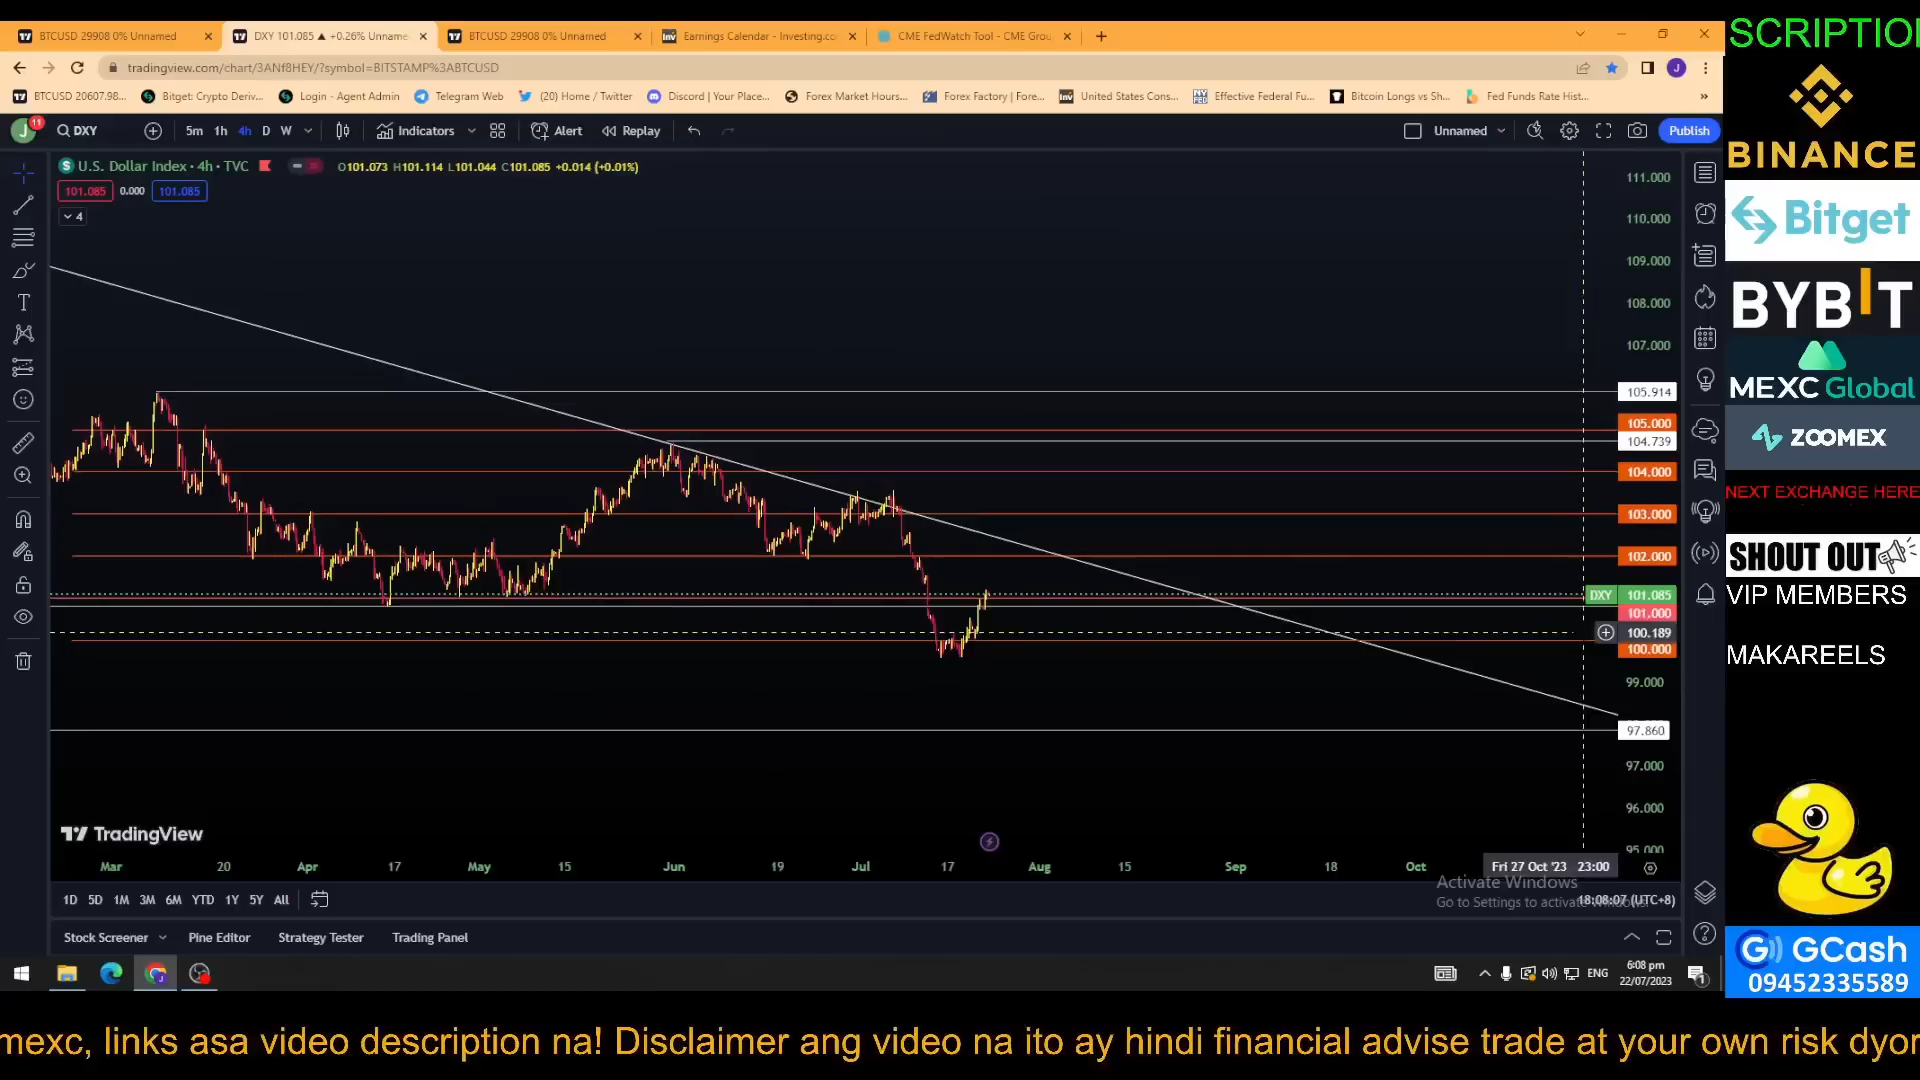 BTCUSD 29908 0% Unnamed
DXY 101.085 ▲ +0.26% Unname
BTCUSD 29908 0% Unnamed
Earnings Calendar - Investing.co
CME FedWatch Tool - CME Grou
tradingview.com/chart/3ANf8HEY/?symbol=BITSTAMP%3ABTCUSD
J
BTCUSD 20607.98...
Bitget: Crypto Deriv...
Login - Agent Admin
Telegram Web
(20) Home / Twitter
Discord | Your Place...
Forex Market Hours...
Forex Factory | Fore...
United States Cons...
Effective Federal Fu...
Bitcoin Longs vs Sh...
Fed Funds Rate Hist...
J 11 DXY 5m 1h 4h D W Indicators Alert Replay Unnamed Publish
U.S. Dollar Index · 4h · TVC O101.073 H101.114 L101.044 C101.085 +0.014 (+0.01%)
101.085 0.000 101.085
4
111.000
110.000
109.000
108.000
107.000
105.914
105.000
104.739
104.000
103.000
102.000
DXY 101.085
101.000
100.189
100.000
99.000
97.860
97.000
96.000
95.000
TradingView
Mar 20 Apr 17 May 15 Jun 19 Jul 17 Aug 15 Sep 18 Oct Fri 27 Oct '23 23:00
Activate Windows
Go to Settings to activate
1D 5D 1M 3M 6M YTD 1Y 5Y All 18:08:07 (UTC+8)
Stock Screener Pine Editor Strategy Tester Trading Panel
ENG 6:08 pm
22/07/2023
1
SCRIPTIO
BINANCE
Bitget
BYBIT
MEXC Global
ZOOMEX
NEXT EXCHANGE HERE
SHOUT OUT
VIP MEMBERS
MAKAREELS
GCash
09452335589
mexc, links asa video description na! Disclaimer ang video na ito ay hindi financial advise trade at your own risk dyor